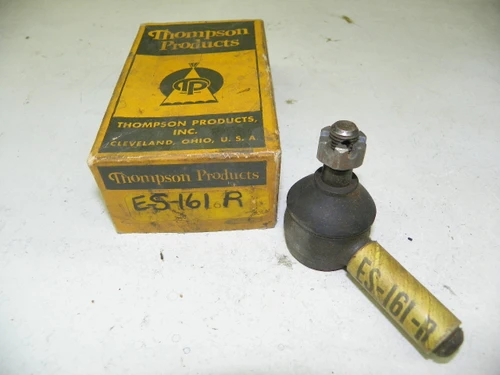 Thompson
Products
TP
THOMPSON PRODUCTS,
INC.
CLEVELAND, OHIO, U. S. A
Thompson Products
ES-161 R
ES-161-R